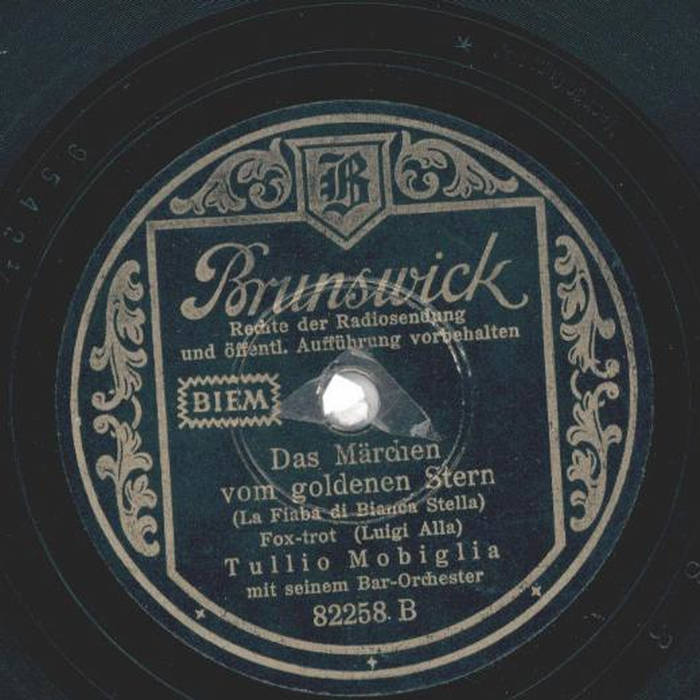 B
Brunswick
Rechte der Radiosendung
und öffentl. Aufführung vorbehalten
BIEM
Das Märchen
vom goldenen Stern
(La Fiaba di Bianca Stella)
Fox-trot (Luigi Alla)
Tullio Mobiglia
mit seinem Bar-Orchester
82258 B